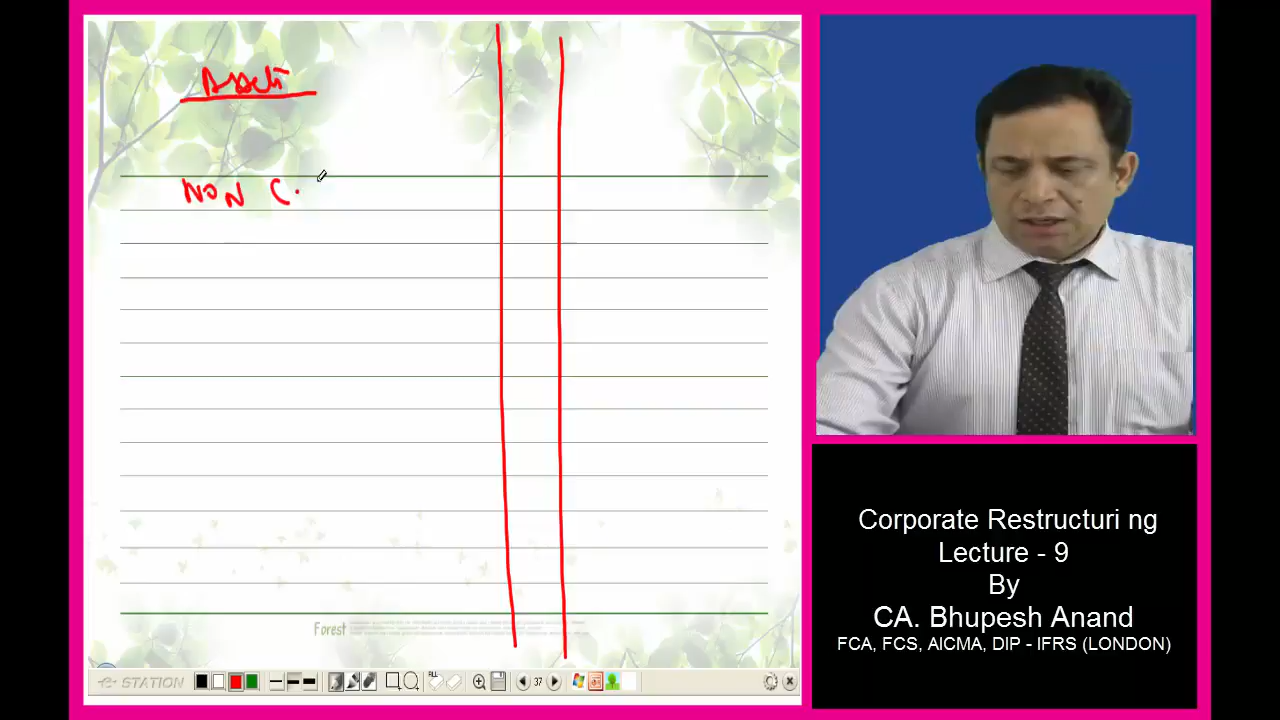 Assets
NON C.
Forest
e-STATION
37
Corporate Restructuri ng
Lecture - 9
By
CA. Bhupesh Anand
FCA, FCS, AICMA, DIP - IFRS (LONDON)